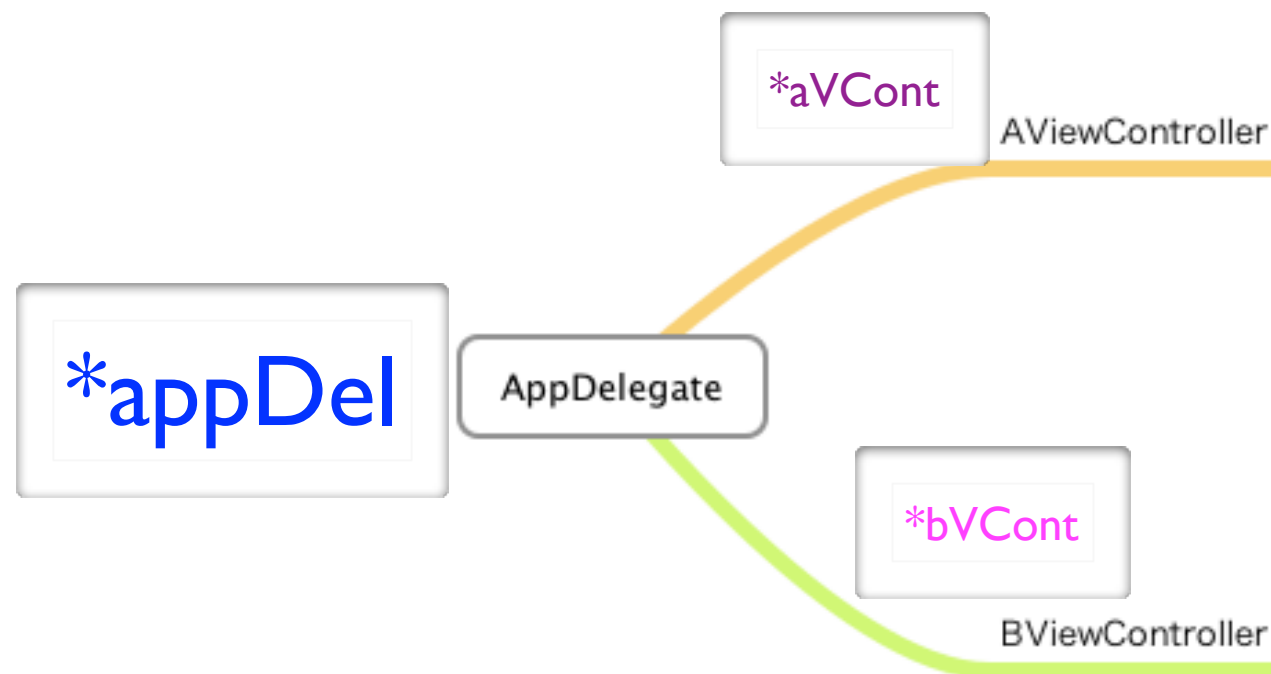 *aVCont
AViewController
*appDel
AppDelegate
*bVCont
BViewController